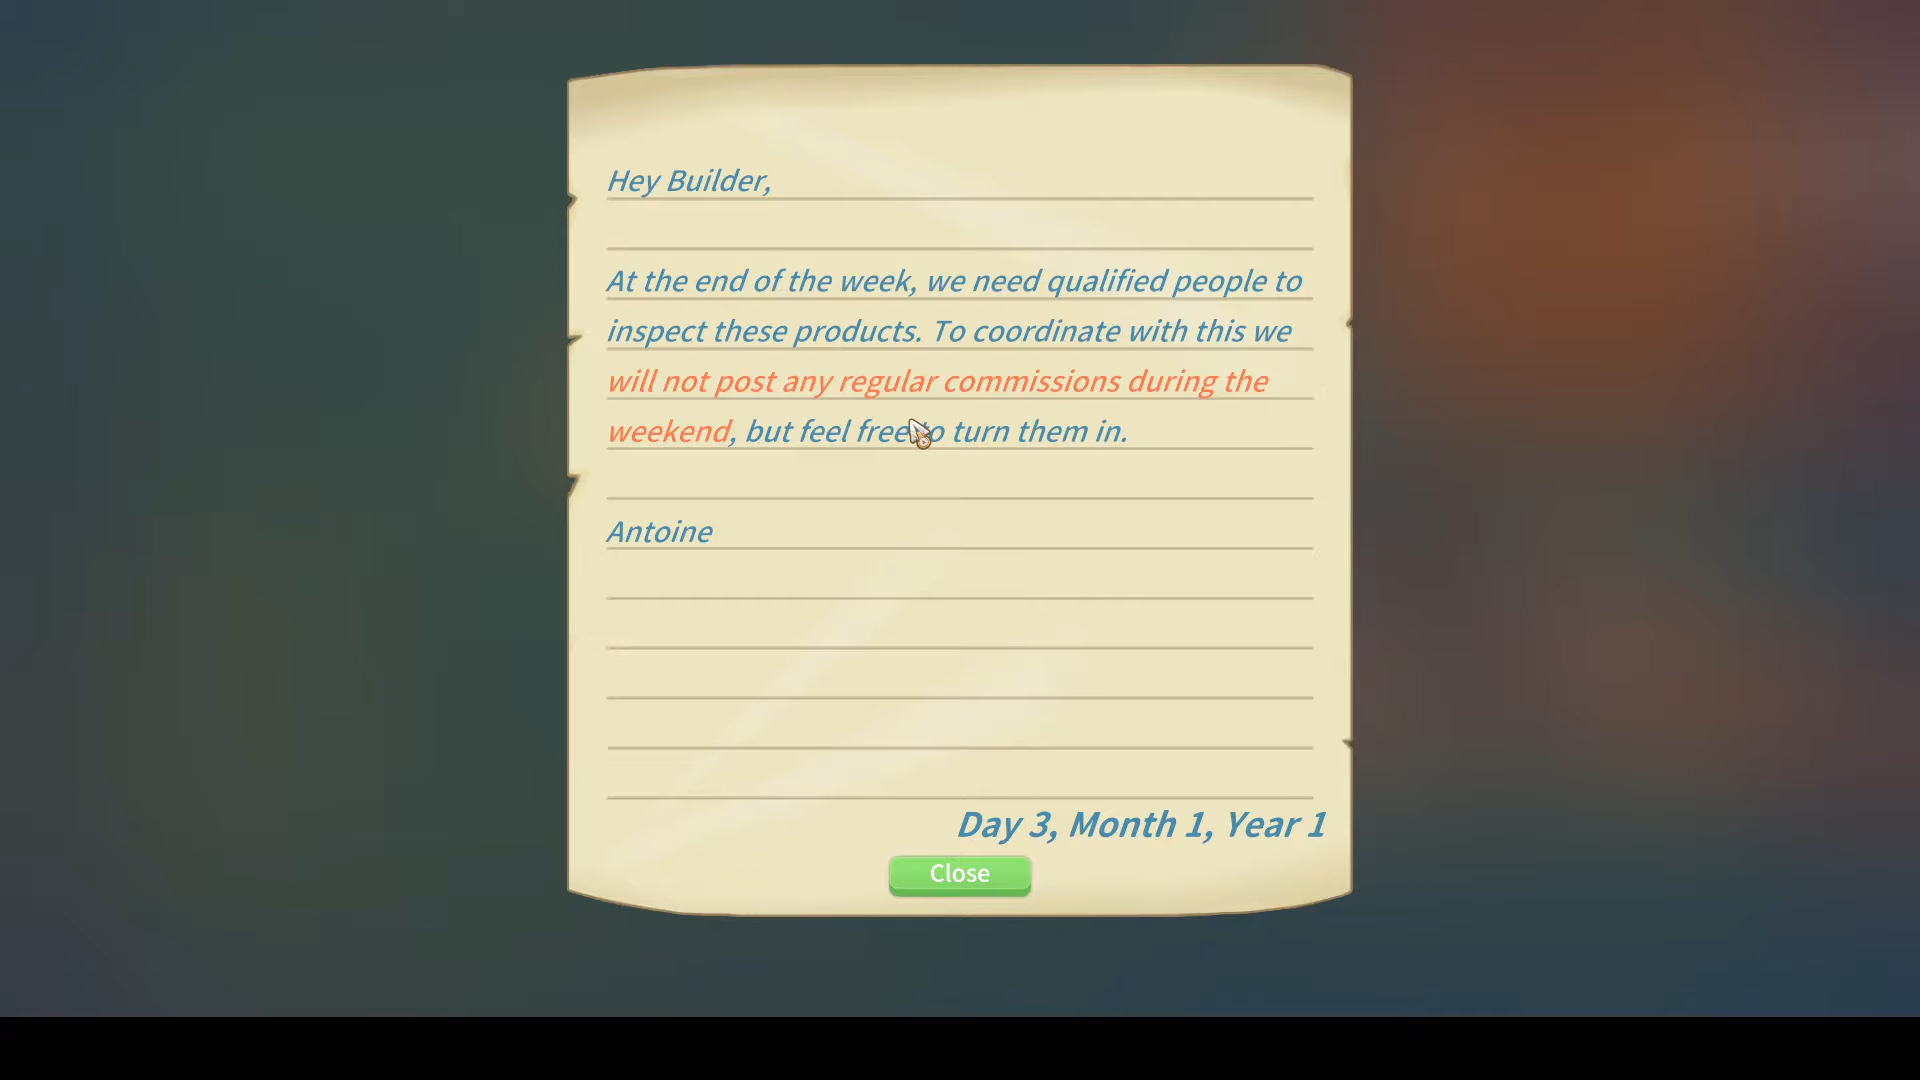 Hey Builder,
At the end of the week, we need qualified people to
inspect these products. To coordinate with this we
will not post any regular commissions during the
weekend, but feel free to turn them in.
Antoine
Day 3, Month 1, Year 1
Close